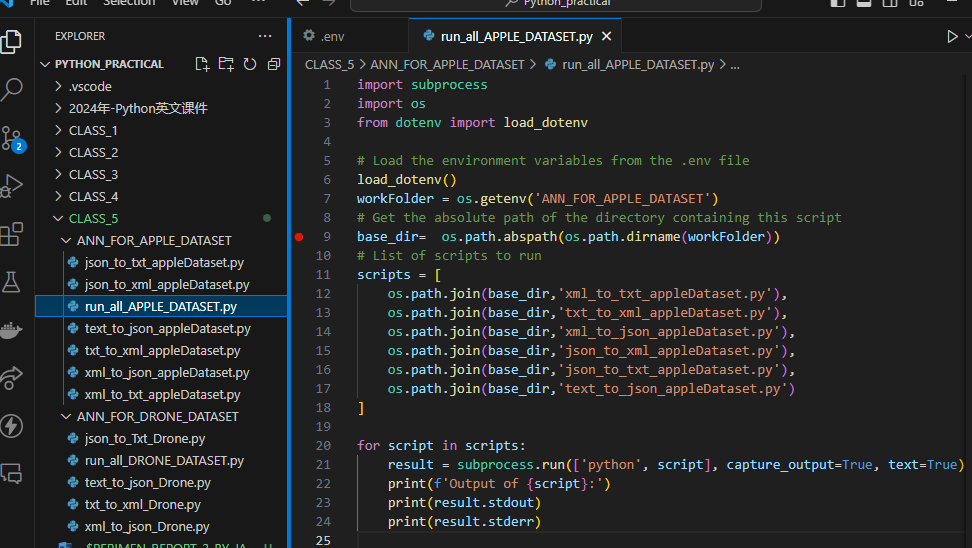 File Edit Selection View Go ... Python_practical
EXPLORER ...
PYTHON_PRACTICAL
.vscode
2024年-Python英文课件
CLASS_1
CLASS_2
CLASS_3
CLASS_4
CLASS_5
ANN_FOR_APPLE_DATASET
json_to_txt_appleDataset.py
json_to_xml_appleDataset.py
run_all_APPLE_DATASET.py
text_to_json_appleDataset.py
txt_to_xml_appleDataset.py
xml_to_json_appleDataset.py
xml_to_txt_appleDataset.py
ANN_FOR_DRONE_DATASET
json_to_Txt_Drone.py
run_all_DRONE_DATASET.py
text_to_json_Drone.py
txt_to_xml_Drone.py
xml_to_json_Drone.py
2
.env run_all_APPLE_DATASET.py
CLASS_5 > ANN_FOR_APPLE_DATASET > run_all_APPLE_DATASET.py > ...
1 import subprocess
2 import os
3 from dotenv import load_dotenv
4
5 # Load the environment variables from the .env file
6 load_dotenv()
7 workFolder = os.getenv('ANN_FOR_APPLE_DATASET')
8 # Get the absolute path of the directory containing this script
9 base_dir=  os.path.abspath(os.path.dirname(workFolder))
10 # List of scripts to run
11 scripts = [
12     os.path.join(base_dir,'xml_to_txt_appleDataset.py'),
13     os.path.join(base_dir,'txt_to_xml_appleDataset.py'),
14     os.path.join(base_dir,'xml_to_json_appleDataset.py'),
15     os.path.join(base_dir,'json_to_xml_appleDataset.py'),
16     os.path.join(base_dir,'json_to_txt_appleDataset.py'),
17     os.path.join(base_dir,'text_to_json_appleDataset.py')
18 ]
19
20 for script in scripts:
21     result = subprocess.run(['python', script], capture_output=True, text=True)
22     print(f'Output of {script}:')
23     print(result.stdout)
24     print(result.stderr)
25